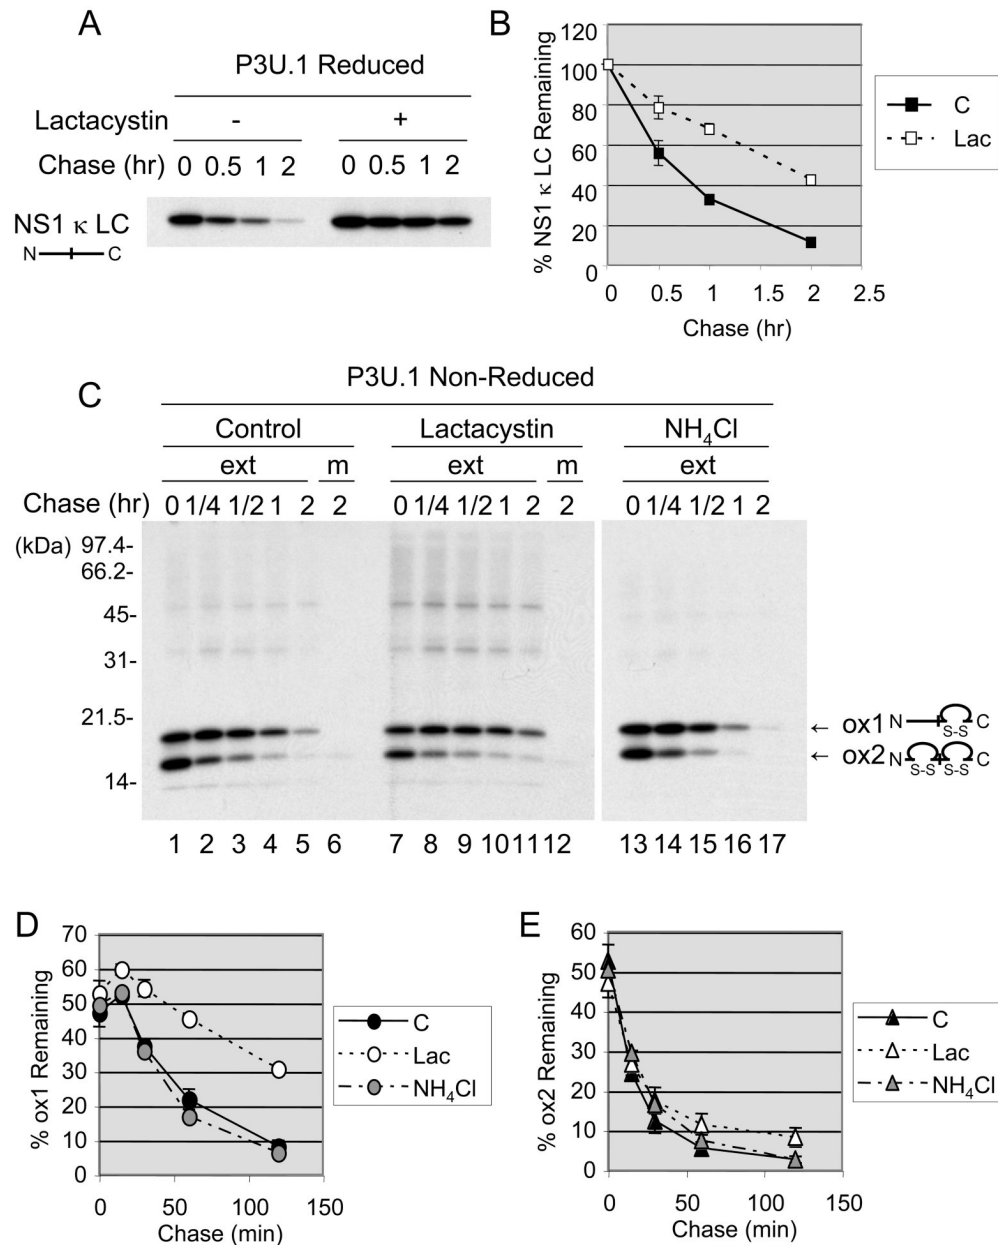 A
P3U.1 Reduced
Lactacystin - +
Chase (hr) 0 0.5 1 2 0 0.5 1 2
NS1 κ LC
N C
B
% NS1 κ LC Remaining
120
100
80
60
40
20
0
0 0.5 1 1.5 2 2.5
Chase (hr)
C
Lac
C
P3U.1 Non-Reduced
Control Lactacystin NH₄Cl
ext m ext m ext
Chase (hr) 0 1/4 1/2 1 2 2 0 1/4 1/2 1 2 2 0 1/4 1/2 1 2
(kDa)
97.4-
66.2-
45-
31-
21.5-
14-
← ox1 N S-S C
← ox2 N S-S S-S C
1 2 3 4 5 6 7 8 9 10 11 12 13 14 15 16 17
D
% ox1 Remaining
70
60
50
40
30
20
10
0
0 50 100 150
Chase (min)
C
Lac
NH₄Cl
E
% ox2 Remaining
60
50
40
30
20
10
0
0 50 100 150
Chase (min)
C
Lac
NH₄Cl